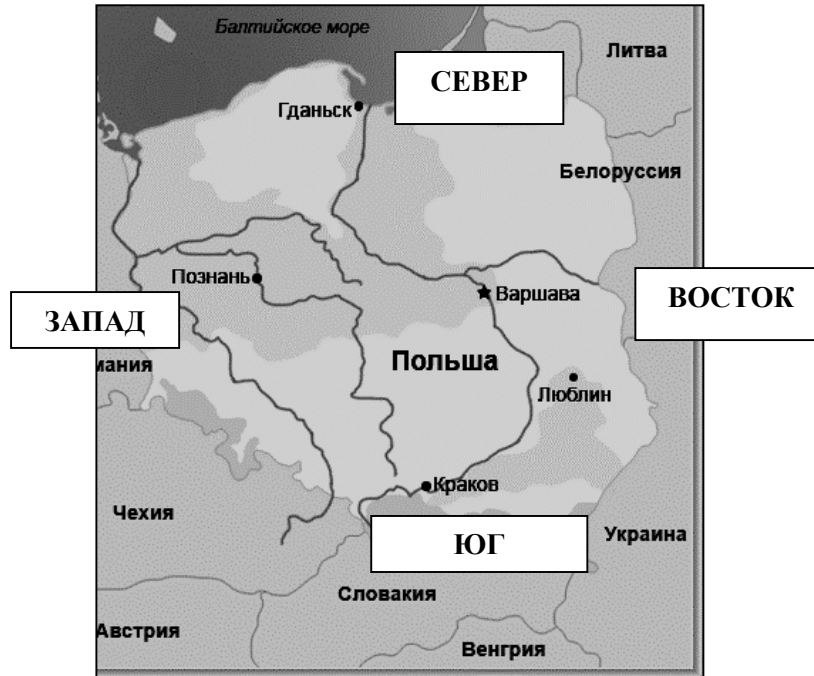 Балтийское море
Литва
СЕВЕР
Гданьск
Белоруссия
Познань
Варшава
ВОСТОК
ЗАПАД
Польша
мания
Люблин
Краков
Чехия
ЮГ
Украина
Словакия
Австрия
Венгрия